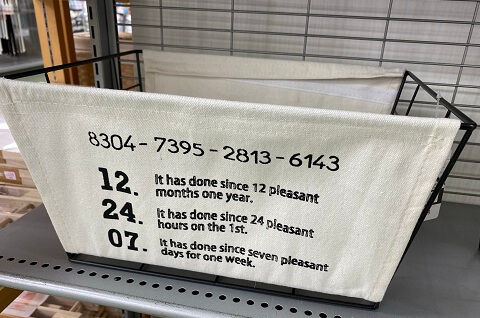 8304-7395-2813-6143
12. It has done since 12 pleasant
months one year.
24. It has done since 24 pleasant
hours on the 1st.
07. It has done since seven pleasant
days for one week.